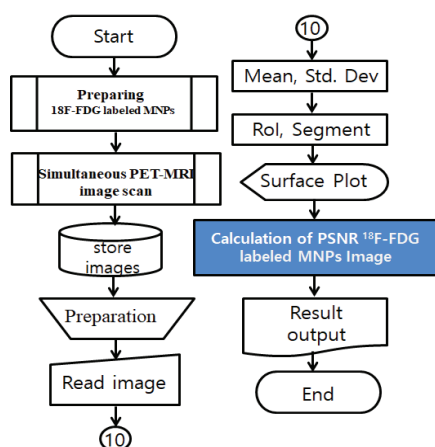 Start
Preparing
18F-FDG labeled MNPs
Simultaneous PET-MRI
image scan
store
images
Preparation
Read image
10
10
Mean, Std. Dev
RoI, Segment
Surface Plot
Calculation of PSNR ¹⁸F-FDG
labeled MNPs Image
Result
output
End